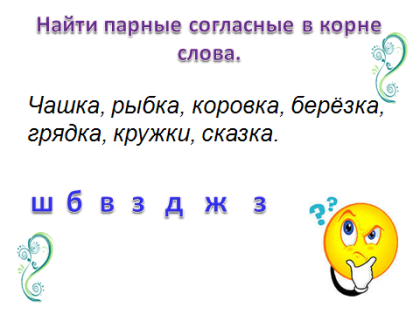 Найти парные согласные в корне
слова.
Чашка, рыбка, коровка, берёзка,
грядка, кружки, сказка.
ш б в з д ж з
??